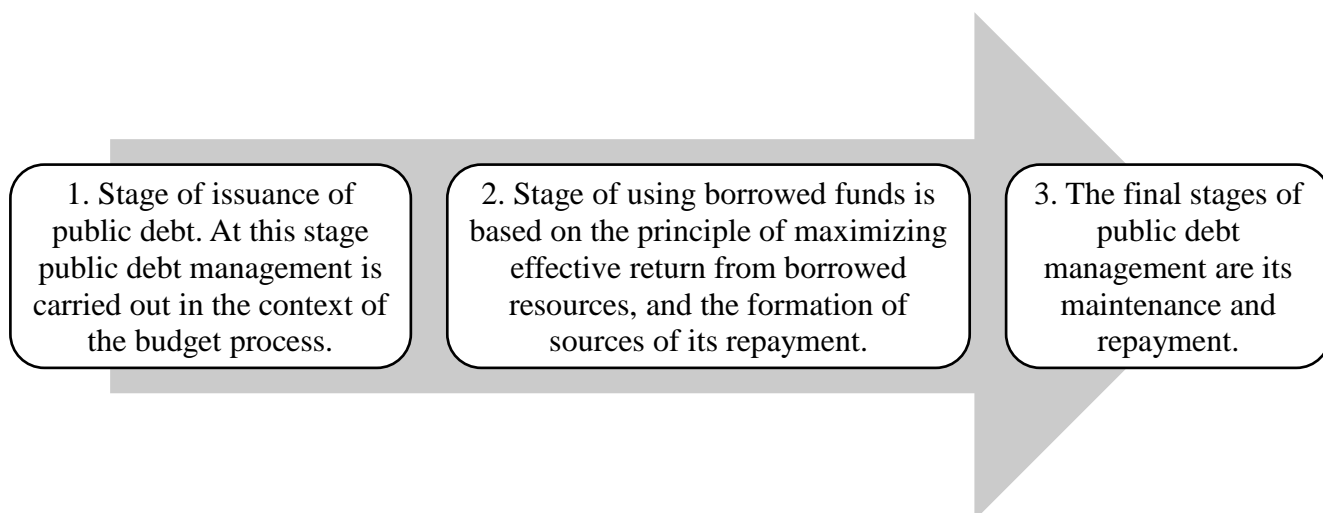 1. Stage of issuance of
public debt. At this stage
public debt management is
carried out in the context of
the budget process.
2. Stage of using borrowed funds is
based on the principle of maximizing
effective return from borrowed
resources, and the formation of
sources of its repayment.
3. The final stages of
public debt
management are its
maintenance and
repayment.